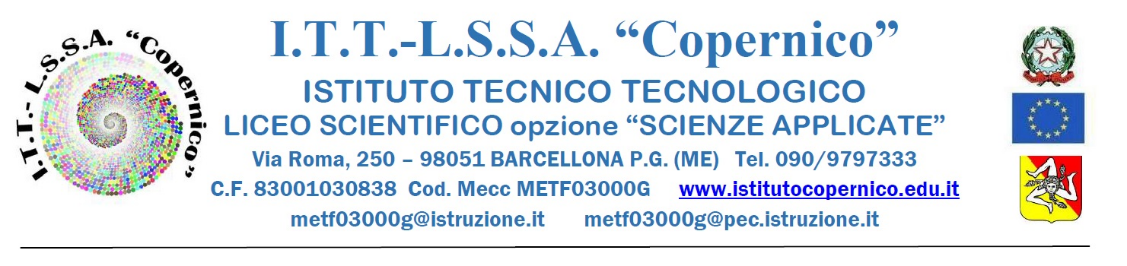 I.T.T.- L.S.S.A. “Copernico”
I.T.T.-L.S.S.A. “Copernico”
ISTITUTO TECNICO TECNOLOGICO
LICEO SCIENTIFICO opzione “SCIENZE APPLICATE”
Via Roma, 250 – 98051 BARCELLONA P.G. (ME) Tel. 090/9797333
C.F. 83001030838 Cod. Mecc METF03000G www.istitutocopernico.edu.it
metf03000g@istruzione.it metf03000g@pec.istruzione.it